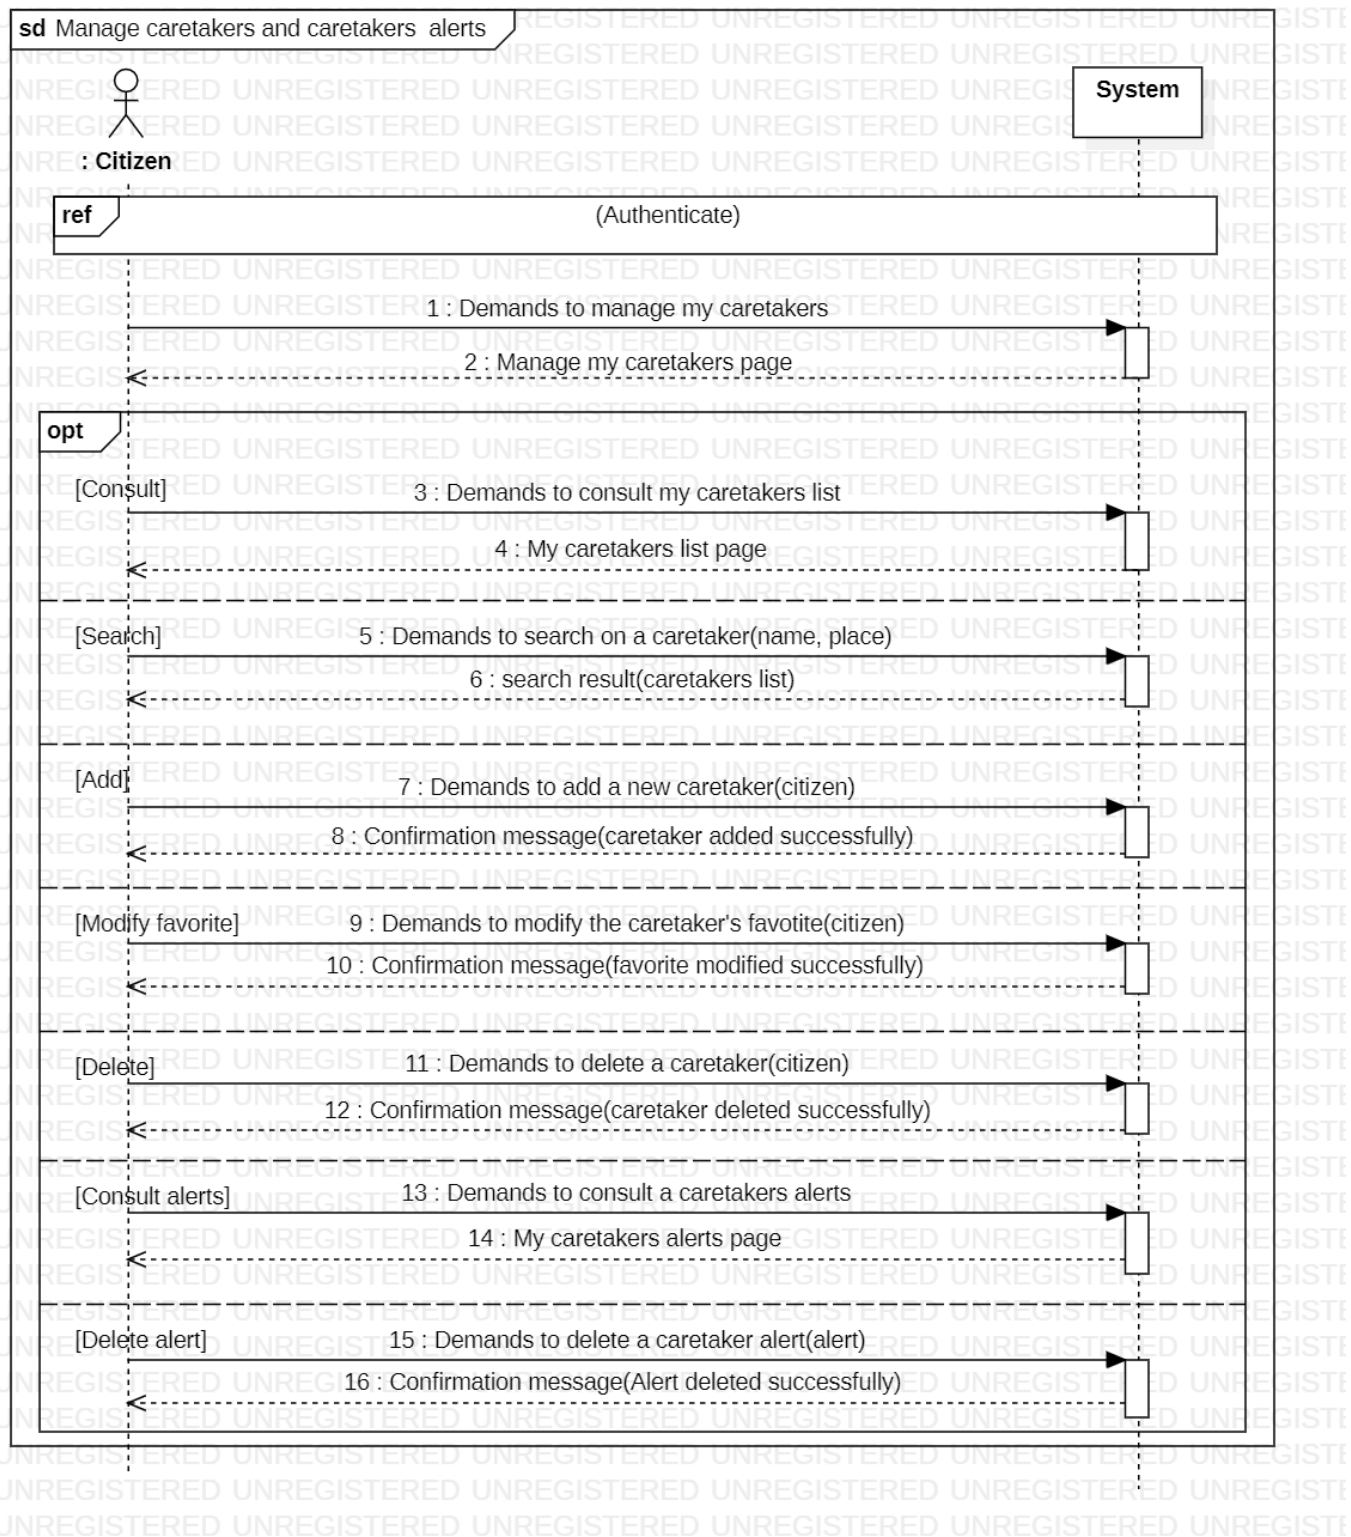 sd Manage caretakers and caretakers alerts
System
: Citizen
ref
(Authenticate)
1 : Demands to manage my caretakers
2 : Manage my caretakers page
opt
[Consult]
3 : Demands to consult my caretakers list
4 : My caretakers list page
[Search]
5 : Demands to search on a caretaker(name, place)
6 : search result(caretakers list)
[Add]
7 : Demands to add a new caretaker(citizen)
8 : Confirmation message(caretaker added successfully)
[Modify favorite]
9 : Demands to modify the caretaker's favotite(citizen)
10 : Confirmation message(favorite modified successfully)
[Delete]
11 : Demands to delete a caretaker(citizen)
12 : Confirmation message(caretaker deleted successfully)
[Consult alerts]
13 : Demands to consult a caretakers alerts
14 : My caretakers alerts page
[Delete alert]
15 : Demands to delete a caretaker alert(alert)
16 : Confirmation message(Alert deleted successfully)
UNREGISTERED